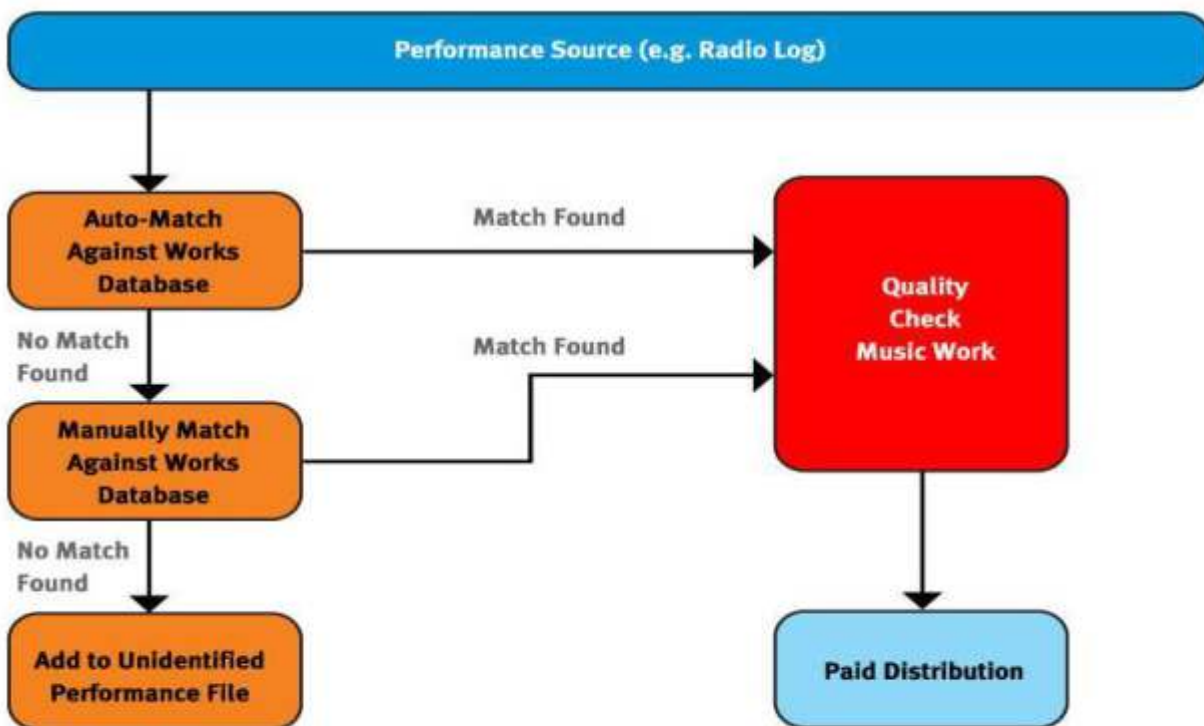 Performance Source (e.g. Radio Log)
Auto-Match
Against Works
Database
Match Found
Quality
Check
Music Work
No Match
Found
Match Found
Manually Match
Against Works
Database
No Match
Found
Add to Unidentified
Performance File
Paid Distribution